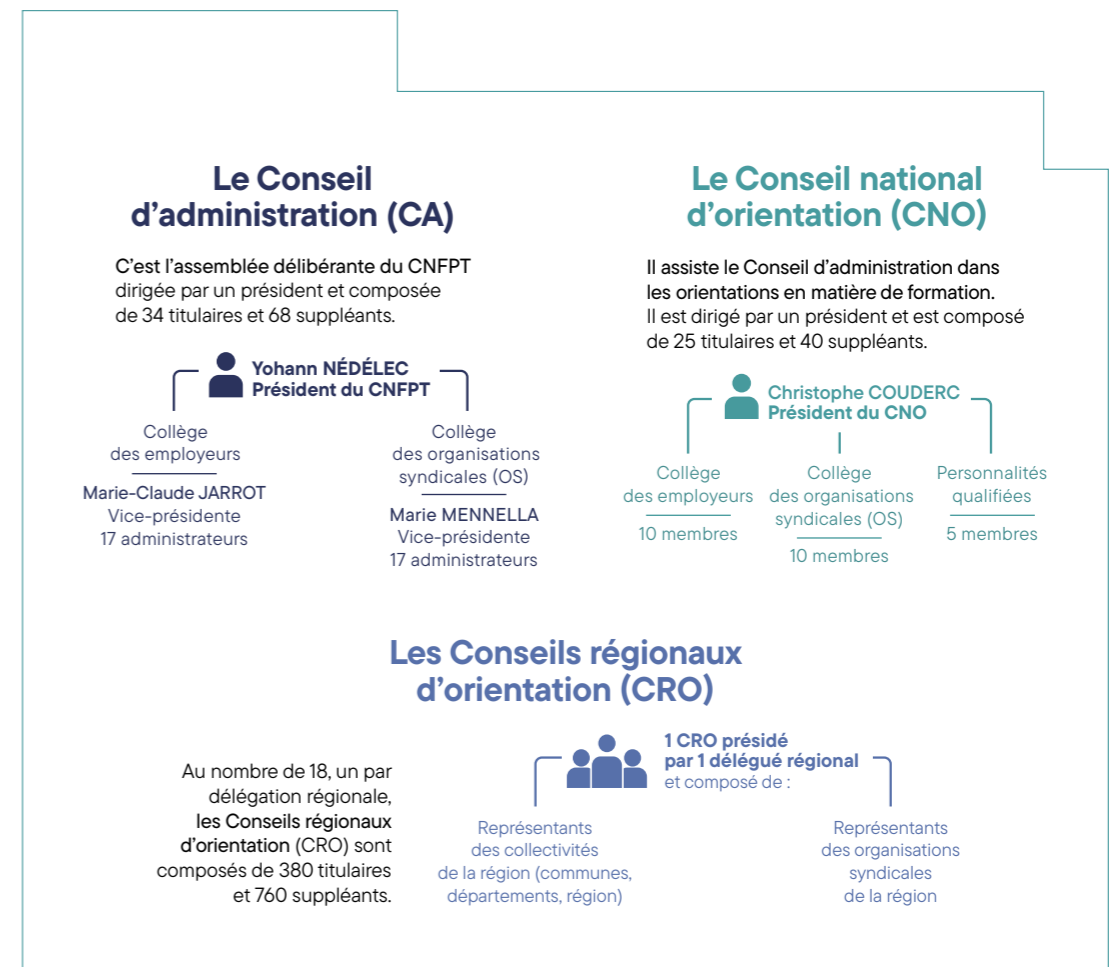 Le Conseil
d’administration (CA)
C’est l’assemblée délibérante du CNFPT
dirigée par un président et composée
de 34 titulaires et 68 suppléants.
Yohann NÉDÉLEC
Président du CNFPT
Collège
des employeurs
Marie-Claude JARROT
Vice-présidente
17 administrateurs
Collège
des organisations
syndicales (OS)
Marie MENNELLA
Vice-présidente
17 administrateurs
Le Conseil national
d’orientation (CNO)
Il assiste le Conseil d’administration dans
les orientations en matière de formation.
Il est dirigé par un président et est composé
de 25 titulaires et 40 suppléants.
Christophe COUDERC
Président du CNO
Collège
des employeurs
10 membres
Collège
des organisations
syndicales (OS)
10 membres
Personnalités
qualifiées
5 membres
Les Conseils régionaux
d’orientation (CRO)
Au nombre de 18, un par
délégation régionale,
les Conseils régionaux
d’orientation (CRO) sont
composés de 380 titulaires
et 760 suppléants.
1 CRO présidé
par 1 délégué régional
et composé de :
Représentants
des collectivités
de la région (communes,
départements, région)
Représentants
des organisations
syndicales
de la région